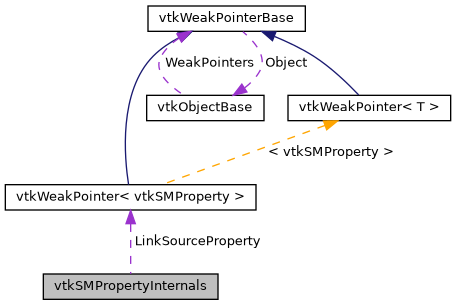 vtkWeakPointerBase
WeakPointers
Object
vtkObjectBase
vtkWeakPointer< T >
< vtkSMProperty >
vtkWeakPointer< vtkSMProperty >
LinkSourceProperty
vtkSMPropertyInternals